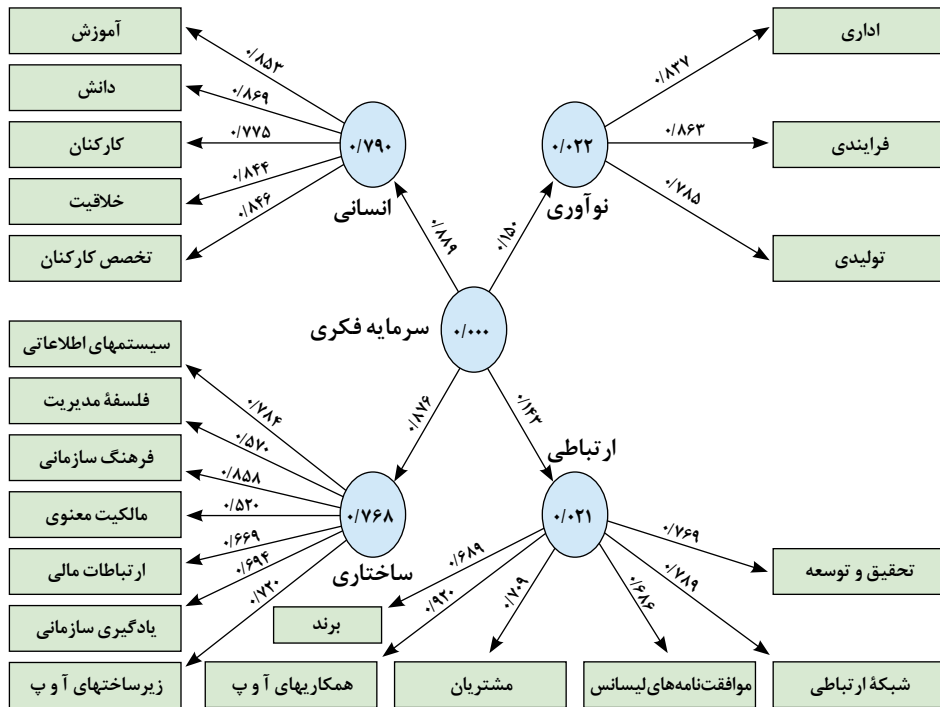 آموزش
دانش
کارکنان
خلاقیت
تخصص کارکنان
۰/۸۵۳
۰/۸۶۹
۰/۷۷۵
۰/۸۴۴
۰/۸۴۶
۰/۷۹۰
انسانی
اداری
فرایندی
تولیدی
۰/۸۳۷
۰/۸۶۳
۰/۷۸۵
۰/۰۲۲
نوآوری
۰/۸۸۹
۰/۱۵۰
سرمایه فکری
۰/۰۰۰
۰/۸۷۶
۰/۱۴۳
سیستمهای اطلاعاتی
فلسفهٔ مدیریت
فرهنگ سازمانی
مالکیت معنوی
ارتباطات مالی
یادگیری سازمانی
زیرساختهای آ و پ
۰/۷۸۴
۰/۵۷۰
۰/۸۵۸
۰/۵۲۰
۰/۶۶۹
۰/۶۹۴
۰/۷۲۰
۰/۷۶۸
ساختاری
ارتباطی
۰/۰۲۱
۰/۶۸۹
۰/۹۲۰
۰/۷۰۹
۰/۶۸۶
۰/۷۸۹
۰/۷۶۹
تحقیق و توسعه
برند
همکاریهای آ و پ
مشتریان
موافقت‌نامه‌های لیسانس
شبکهٔ ارتباطی